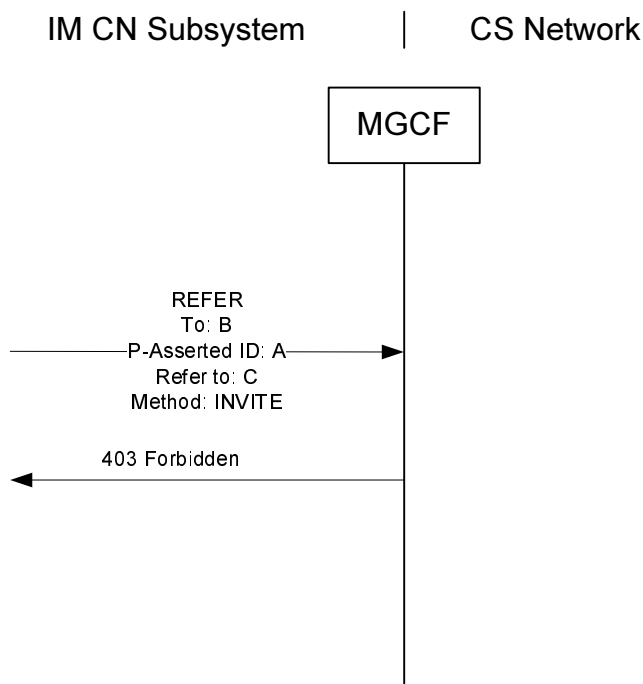 IM CN Subsystem | CS Network
MGCF
REFER
To: B
P-Asserted ID: A
Refer to: C
Method: INVITE
403 Forbidden